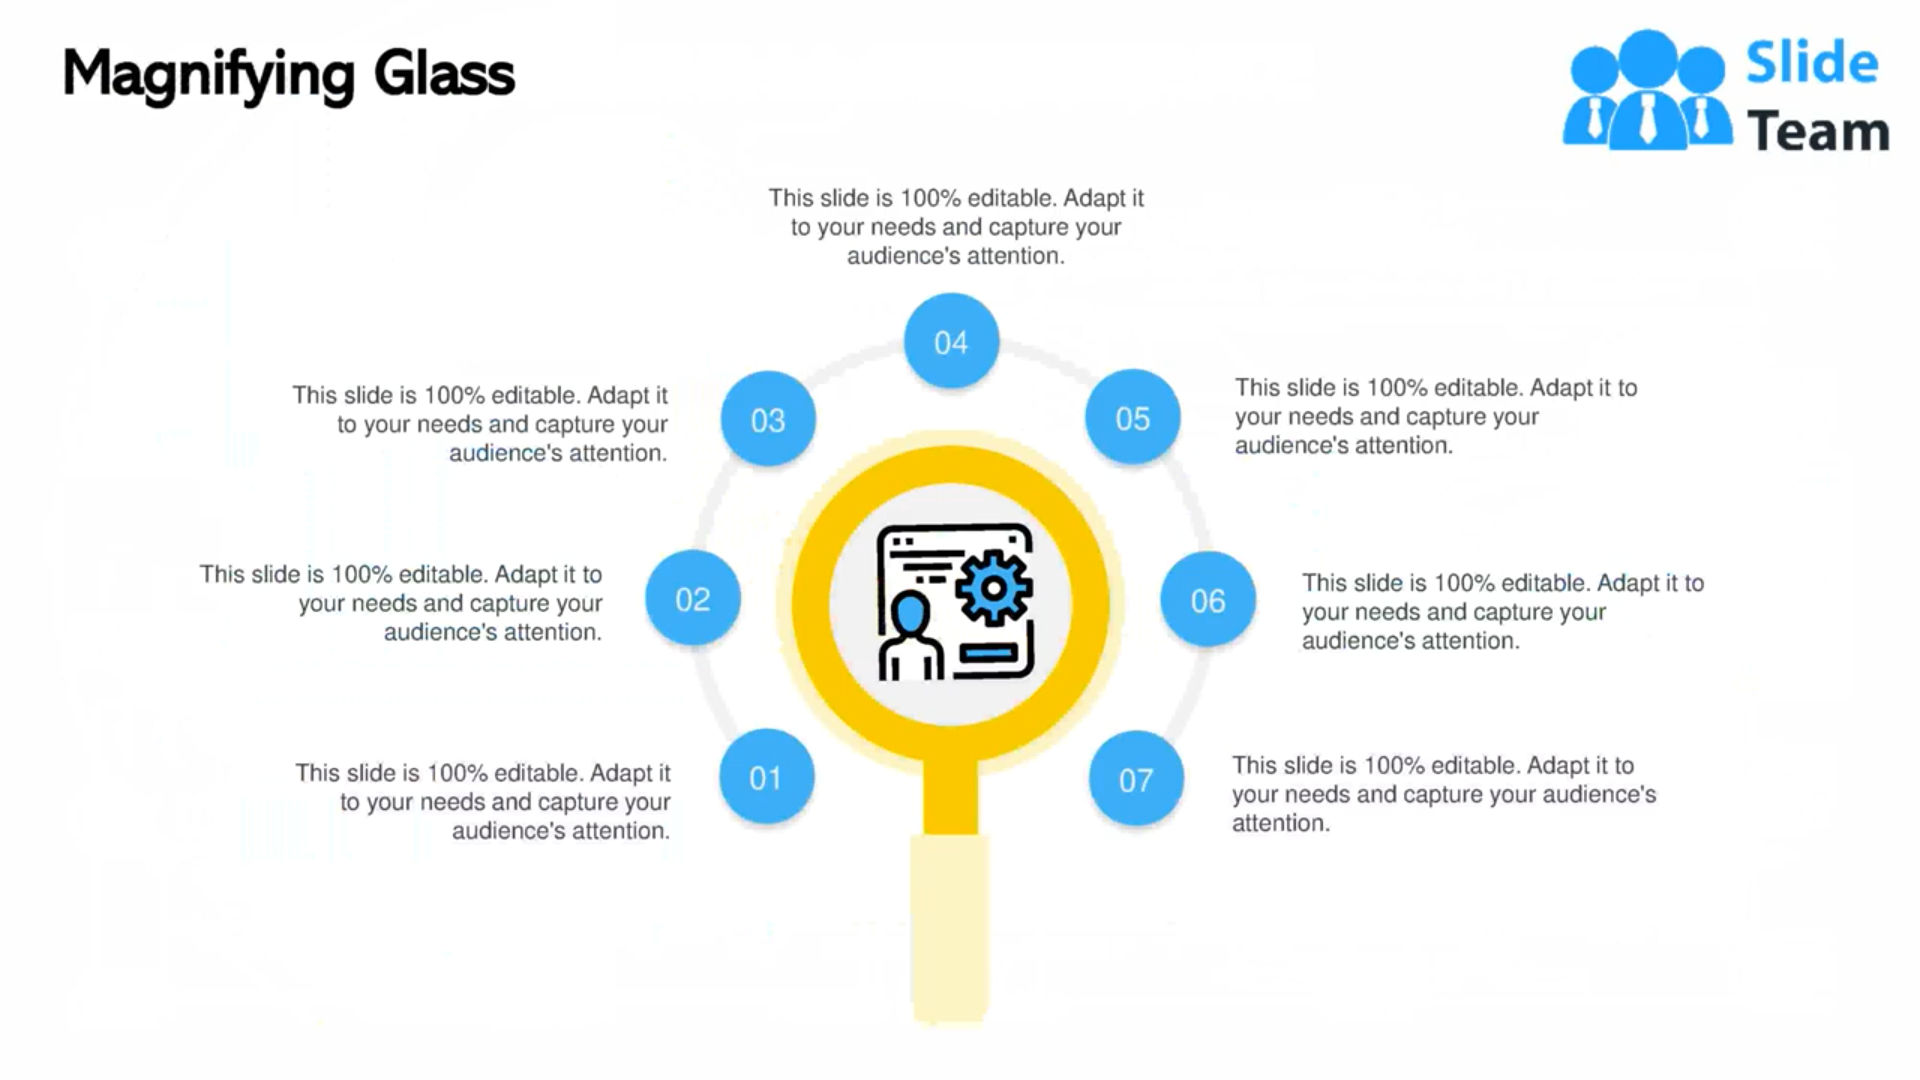 Magnifying Glass
Slide
Team
This slide is 100% editable. Adapt it
to your needs and capture your
audience's attention.
04
03
05
This slide is 100% editable. Adapt it
to your needs and capture your
audience's attention.
This slide is 100% editable. Adapt it to
your needs and capture your
audience's attention.
This slide is 100% editable. Adapt it to
your needs and capture your
audience's attention.
02
06
This slide is 100% editable. Adapt it to
your needs and capture your
audience's attention.
This slide is 100% editable. Adapt it
to your needs and capture your
audience's attention.
01
07
This slide is 100% editable. Adapt it to
your needs and capture your audience's
attention.